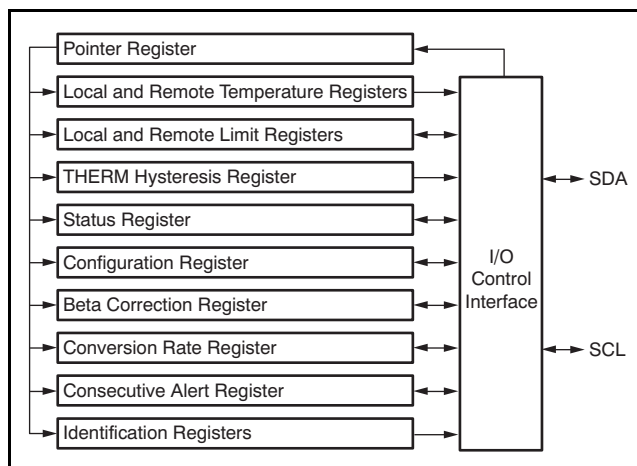 Pointer Register
Local and Remote Temperature Registers
Local and Remote Limit Registers
THERM Hysteresis Register
Status Register
Configuration Register
Beta Correction Register
Conversion Rate Register
Consecutive Alert Register
Identification Registers
I/O
Control
Interface
SDA
SCL